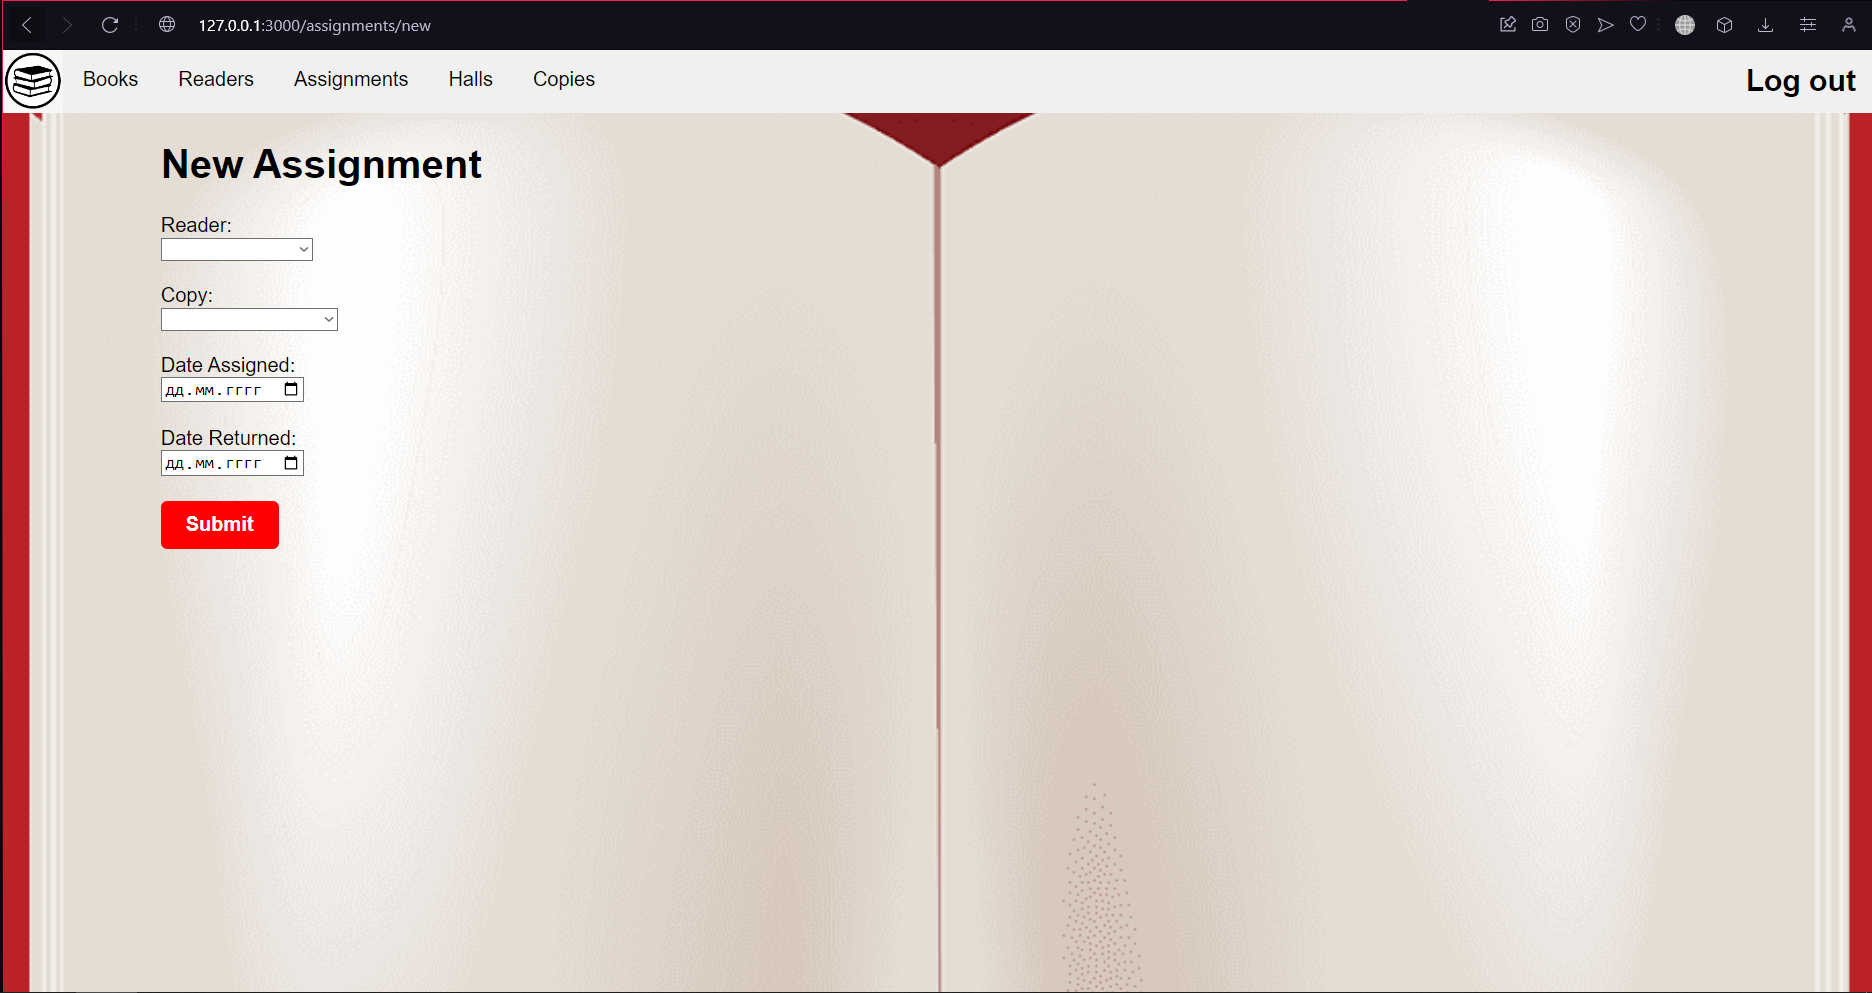 127.0.0.1:3000/assignments/new
Books Readers Assignments Halls Copies Log out
New Assignment
Reader:
Copy:
Date Assigned:
дд.мм.гггг
Date Returned:
дд.мм.гггг
Submit